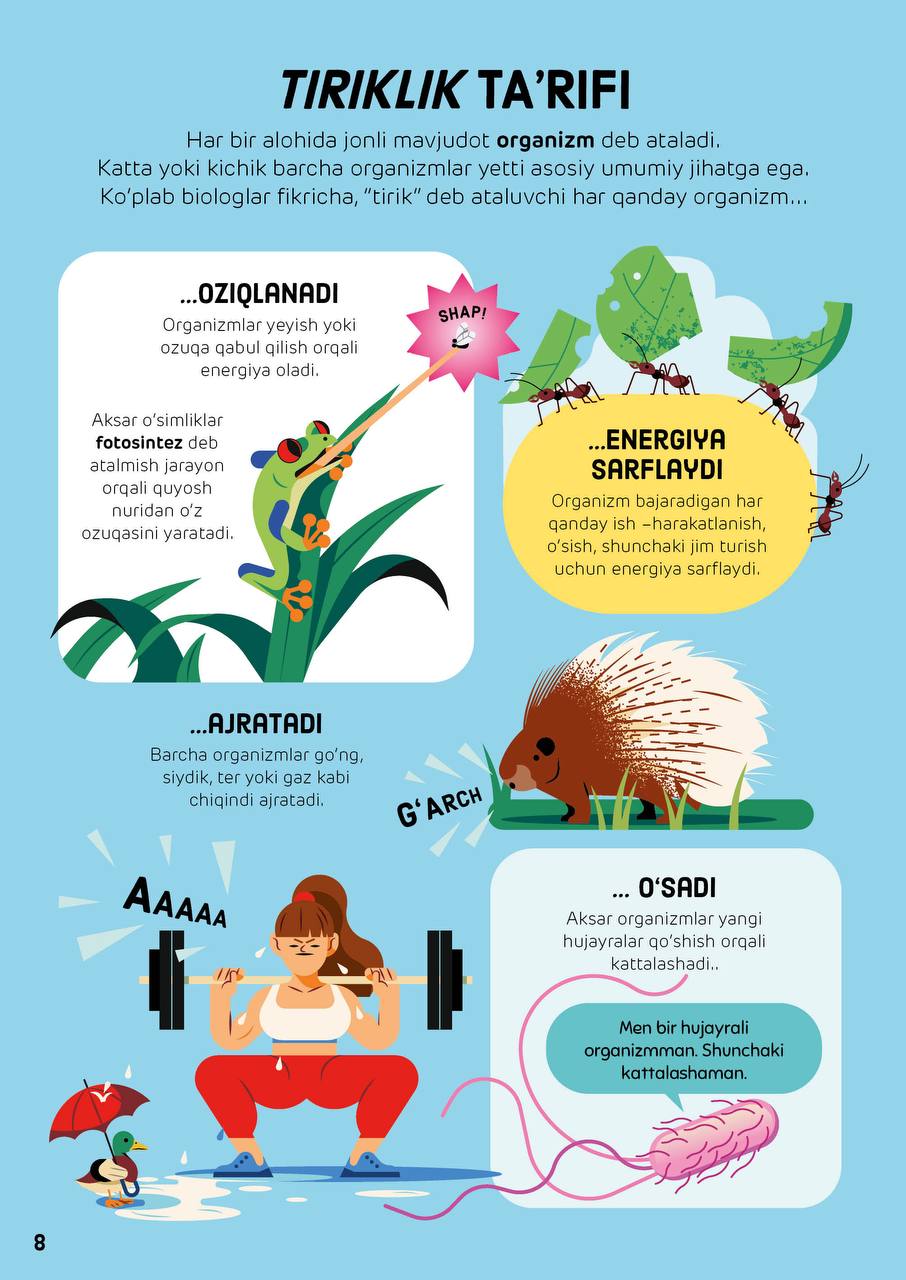 TIRIKLIK TA’RIFI
Har bir alohida jonli mavjudot organizm deb ataladi.
Katta yoki kichik barcha organizmlar yetti asosiy umumiy jihatga ega.
Ko‘plab biologlar fikricha, “tirik” deb ataluvchi har qanday organizm...
...OZIQLANADI
Organizmlar yeyish yoki
ozuqa qabul qilish orqali
energiya oladi.
SHAP!
Aksar o‘simliklar
fotosintez deb
atalmish jarayon
orqali quyosh
nuridan o‘z
ozuqasini yaratadi.
...ENERGIYA
SARFLAYDI
Organizm bajaradigan har
qanday ish –harakatlanish,
o‘sish, shunchaki jim turish
uchun energiya sarflaydi.
...AJRATADI
Barcha organizmlar go‘ng,
siydik, ter yoki gaz kabi
chiqindi ajratadi.
G‘ARCH
AAAAA
... O‘SADI
Aksar organizmlar yangi
hujayralar qo‘shish orqali
kattalashadi..
Men bir hujayrali
organizmman. Shunchaki
kattalashaman.
8